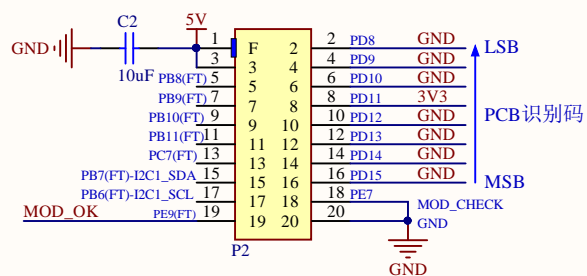 C2
5V
GND
10uF
1 F 2 2 PD8 GND LSB
3 3 4 4 PD9 GND
PB8(FT) 5 5 6 6 PD10 GND
PB9(FT) 7 7 8 8 PD11 3V3
PB10(FT) 9 9 10 10 PD12 GND PCB识别码
PB11(FT) 11 11 12 12 PD13 GND
PC7(FT) 13 13 14 14 PD14 GND
PB7(FT)-I2C1_SDA 15 15 16 16 PD15 GND MSB
PB6(FT)-I2C1_SCL 17 17 18 18 PE7 MOD_CHECK
MOD_OK PE9(FT) 19 19 20 20 GND
P2
GND